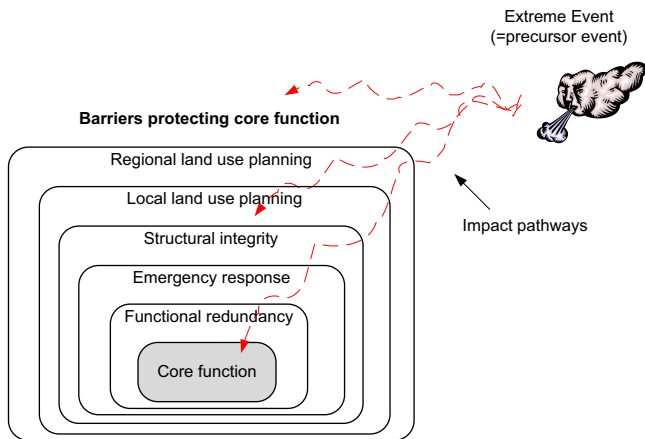 Extreme Event
(=precursor event)
Barriers protecting core function
Regional land use planning
Local land use planning
Impact pathways
Structural integrity
Emergency response
Functional redundancy
Core function